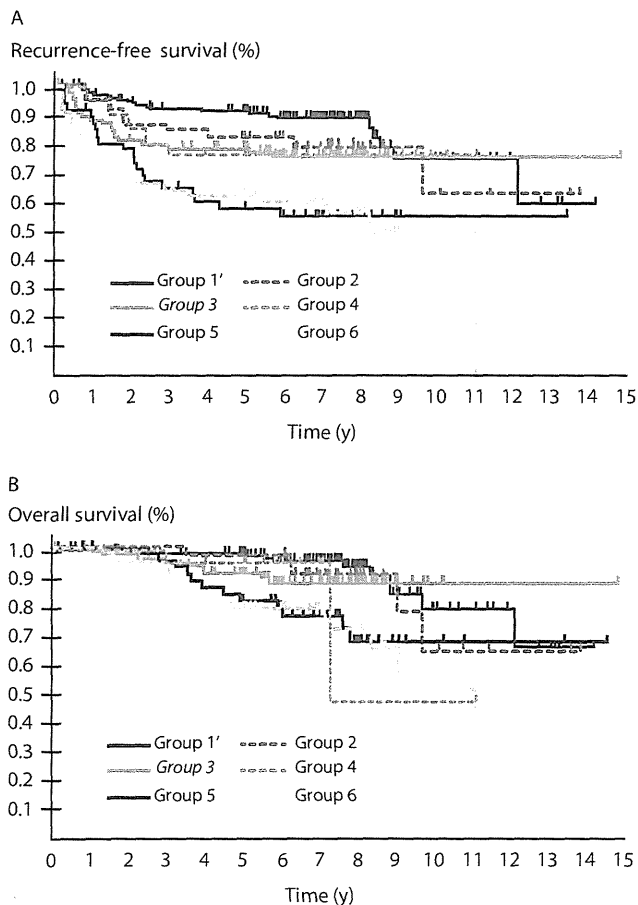 A
Recurrence-free survival (%)
1.0
0.9
0.8
0.7
0.6
0.5
0.4
0.3
0.2
0.1
Group 1' Group 2
Group 3 Group 4
Group 5 Group 6
0 1 2 3 4 5 6 7 8 9 10 11 12 13 14 15
Time (y)
B
Overall survival (%)
1.0
0.9
0.8
0.7
0.6
0.5
0.4
0.3
0.2
0.1
Group 1' Group 2
Group 3 Group 4
Group 5 Group 6
0 1 2 3 4 5 6 7 8 9 10 11 12 13 14 15
Time (y)